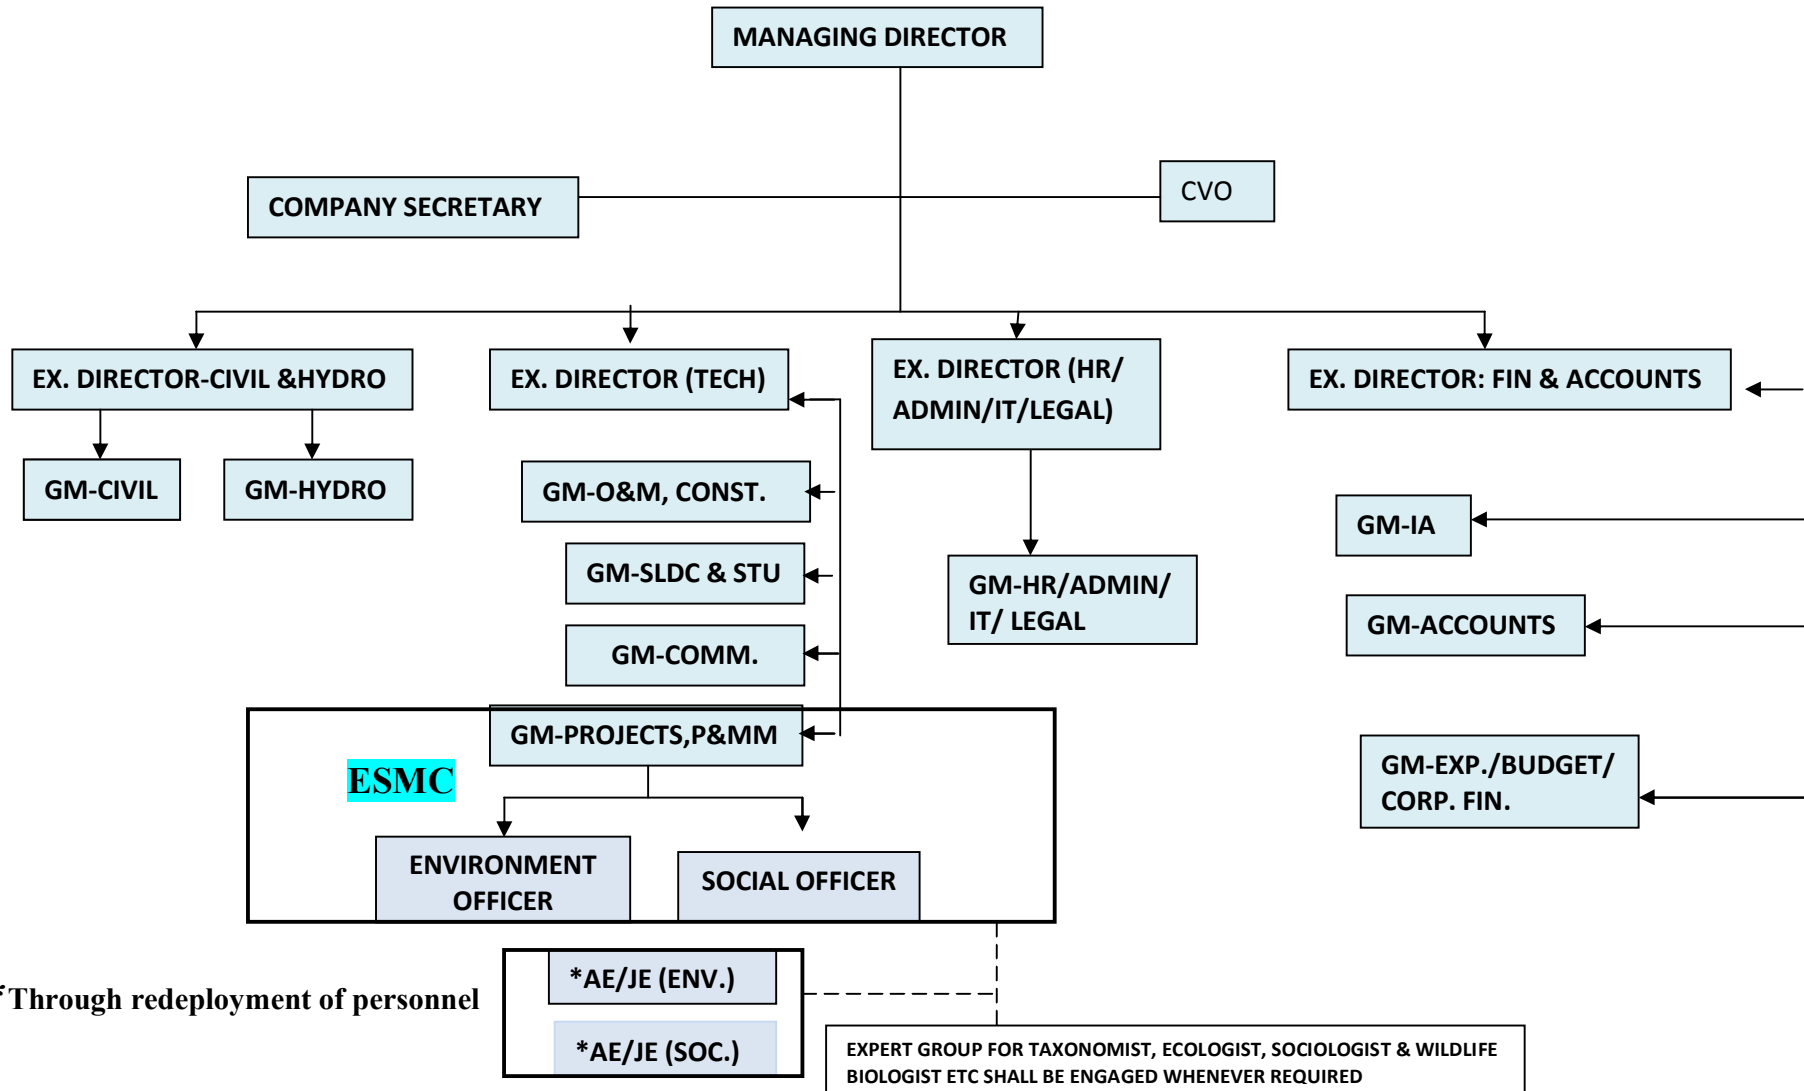 MANAGING DIRECTOR
COMPANY SECRETARY
CVO
EX. DIRECTOR-CIVIL &HYDRO
EX. DIRECTOR (TECH)
EX. DIRECTOR (HR/
ADMIN/IT/LEGAL)
EX. DIRECTOR: FIN & ACCOUNTS
GM-CIVIL
GM-HYDRO
GM-O&M, CONST.
GM-SLDC & STU
GM-COMM.
GM-PROJECTS,P&MM
GM-HR/ADMIN/
IT/ LEGAL
GM-IA
GM-ACCOUNTS
GM-EXP./BUDGET/
CORP. FIN.
ESMC
ENVIRONMENT
OFFICER
SOCIAL OFFICER
*AE/JE (ENV.)
*AE/JE (SOC.)
*Through redeployment of personnel
EXPERT GROUP FOR TAXONOMIST, ECOLOGIST, SOCIOLOGIST & WILDLIFE
BIOLOGIST ETC SHALL BE ENGAGED WHENEVER REQUIRED